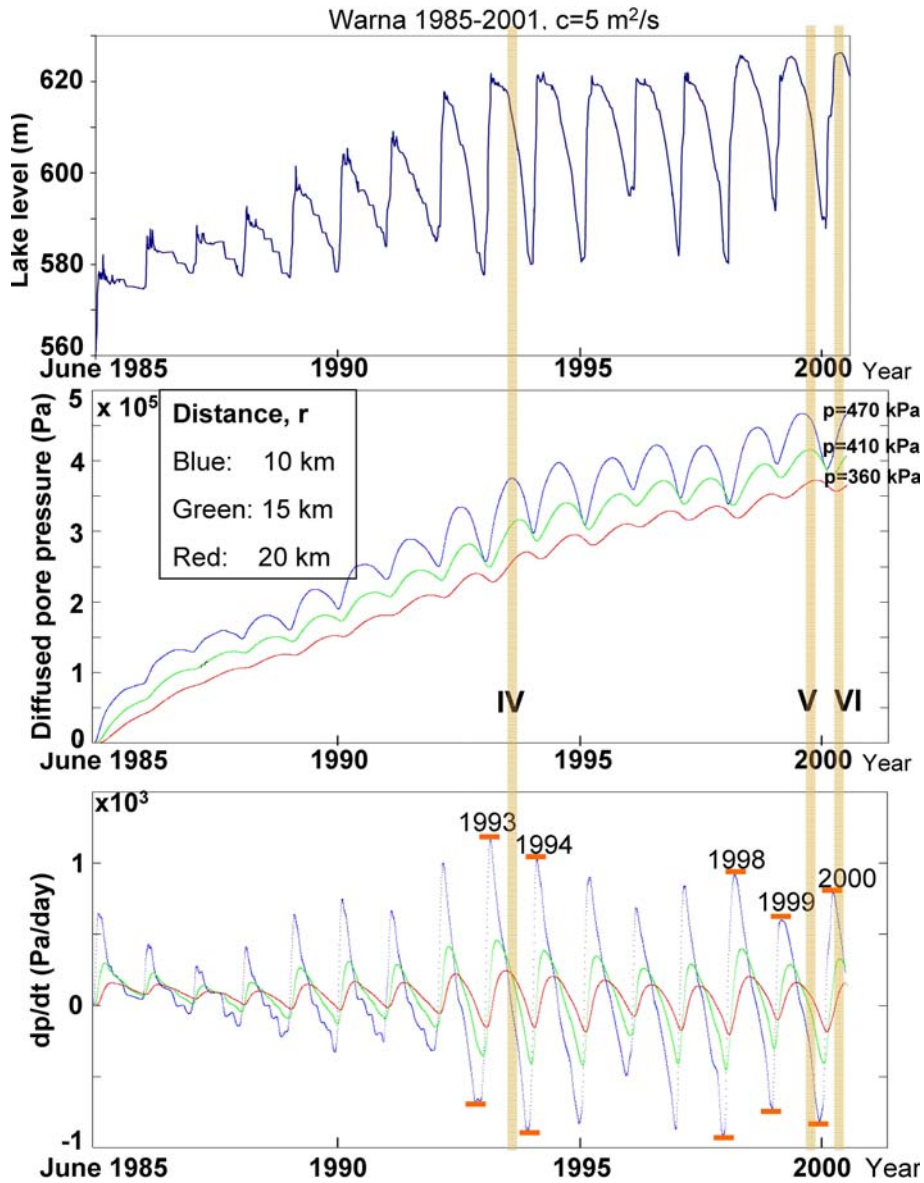 Warna 1985-2001, c=5 m²/s
Lake level (m)
620
600
580
560
June 1985 1990 1995 2000 Year
Diffused pore pressure (Pa)
x 10⁵
5
4
3
2
1
0
Distance, r
Blue: 10 km
Green: 15 km
Red: 20 km
p=470 kPa
p=410 kPa
p=360 kPa
IV V VI
June 1985 1990 1995 2000 Year
dp/dt (Pa/day)
x10³
1
0
-1
1993
1994
1998
1999
2000
June 1985 1990 1995 2000 Year